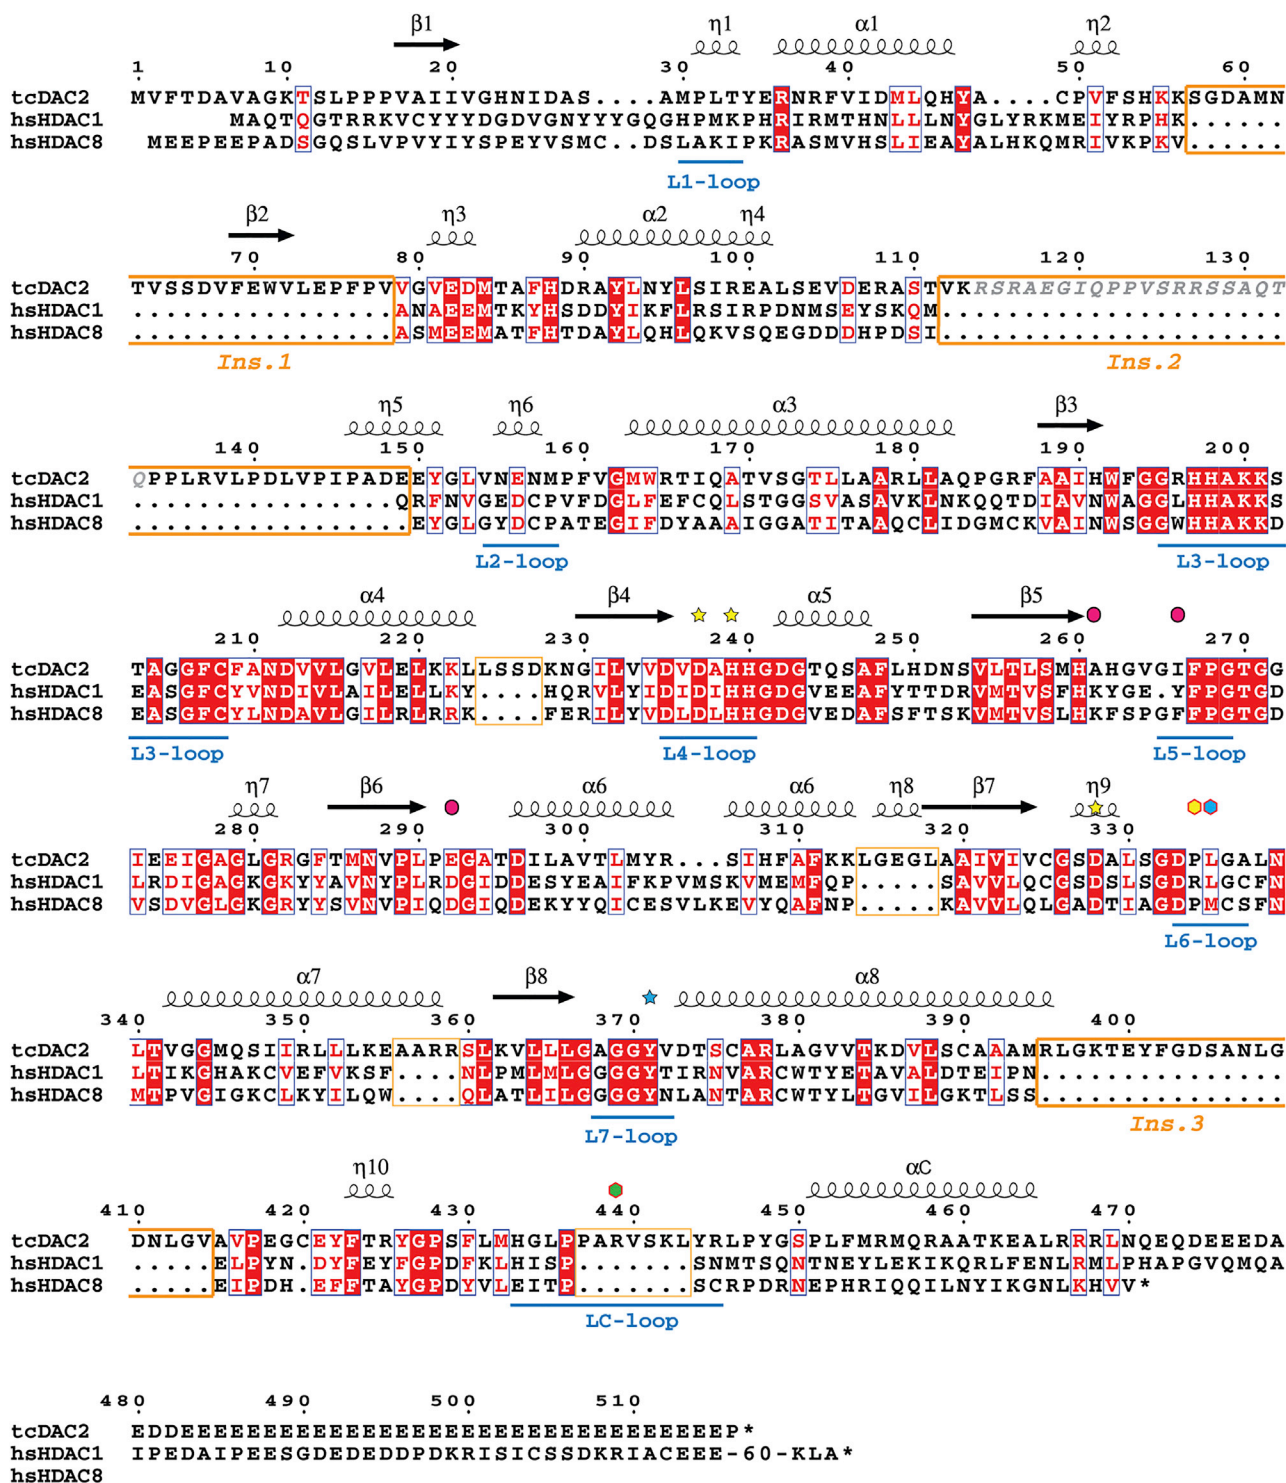 β1 η1 α1 η2
1 10 20 30 40 50 60
tcDAC2 MVFTDAVAGKTSLPPPVAIIVGHNIDAS....AMPLTYERNRFVIDMLQHYA....CPVFSHKKSGDAMN
hsHDAC1 MAQTQGTRRKVCYYYDGDVGNYYYGQGHPMKPHRIRMTHNLLLNYGLYRKMEIYRPHK......
hsHDAC8 MEEPEEPADSGQSLVPVYIYSPEYVSMC..DSLAKIPKRASMVHSLIEAYALHKQMRIVKPKV......
L1-loop
β2 η3 α2 η4
70 80 90 100 110 120 130
tcDAC2 TVSSDVFEWVLEPFPVVGVEDMTAFHDRAYLNYLSIREALSEVDERASTVKRSRAEGIQPPVSRRSSAQT
hsHDAC1 ................ANAEEMTKYHSDDYIKFLRSIRPDNMSEYSKQM.....................
hsHDAC8 ................ASMEEMATFHTDAYLQHLQKVSQEGDDDHPDSI.....................
Ins.1 Ins.2
η5 η6 α3 β3
140 150 160 170 180 190 200
tcDAC2 QPPLRVLPDLVPIPADEEYGLVNENMPFVGMWRTIQATVSGTLLAARLLAQPGRFAAIHWFGGRHHAKKS
hsHDAC1 ................QRFNVGEDCPVFDGLFEFCQLSTGGSVASAVKLNKQQTDIAVNWAGGLHHAKKS
hsHDAC8 .................EYGLGYDCPATEGIFDYAAAIGGATITAAQCLIDGMCKVAINWSGGWHHAKKD
L2-loop L3-loop
α4 β4 α5 β5
210 220 230 240 250 260 270
tcDAC2 TAGGFCFANDVVLGVLELKKLLSSDKNGILVVDVDAHHGDGTQSAFLHDNSVLTLSMHAHGVGIFPGTGG
hsHDAC1 EASGFCYVNDIVLAILELLKY....HQRVLYIDIDIHHGDGVEEAFYTTDRVMTVSFHKYGE.YFPGTGD
hsHDAC8 EASGFCYLNDAVLGILRLRRK....FERILYVDLDLHHGDGVEDAFSFTSKVMTVSLHKFSPGFFPGTGD
L3-loop L4-loop L5-loop
η7 β6 α6 α6 η8 β7 η9
280 290 300 310 320 330
tcDAC2 IEEIGAGLGRGFTMNVPLPEGATDILAVTLMYR...SIHFAFKKLGEGLAAIVIVCGSDALSGDPLGALN
hsHDAC1 LRDIGAGKGKYYAVNYPLRDGIDDESYEAIFKPVMSKVMEMFQP.....SAVVLQCGSDSLSGDRLGCFN
hsHDAC8 VSDVGLGKGRYYSVNVPIQDGIQDEKYYQICESVLKEVYQAFNP.....KAVVLQLGADTIAGDPMCSFN
L6-loop
α7 β8 α8
340 350 360 370 380 390 400
tcDAC2 LTVGGMQSIIRLLLKEAARRSLKVLLLGAGGYVDTSCARLAGVVTKDVLSCAAAMRLGKTEYFGDSANLG
hsHDAC1 LTIKGHAKCVEFVKSF....NLPMLMLGGGGYTIRNVARCWTYETAVALDTEIPN...............
hsHDAC8 MTPVGIGKCLKYILQW....QLATLILGGGGYNLANTARCWTYLTGVILGKTLSS...............
L7-loop Ins.3
η10 αC
410 420 430 440 450 460 470
tcDAC2 DNLGVAVPEGCEYFTRYGPSFLMHGLPPARVSKLYRLPYGSPLFMRMQRAATKEALRRRLNQEQDEEEDA
hsHDAC1 .....ELPYN.DYFEYFGPDFKLHISP.......SNMTSQNTNEYLEKIKQRLFENLRMLPHAPGVQMQA
hsHDAC8 .....EIPDH.EFFTAYGPDYVLEITP.......SCRPDRNEPHRIQQILNYIKGNLKHVV*
LC-loop
480 490 500 510
tcDAC2 EDDEEEEEEEEEEEEEEEEEEEEEEEEEEEEEEEEEP*
hsHDAC1 IPEDAIPEESGDEDEDDPDKRISICSSDKRIACEEE-60-KLA*
hsHDAC8